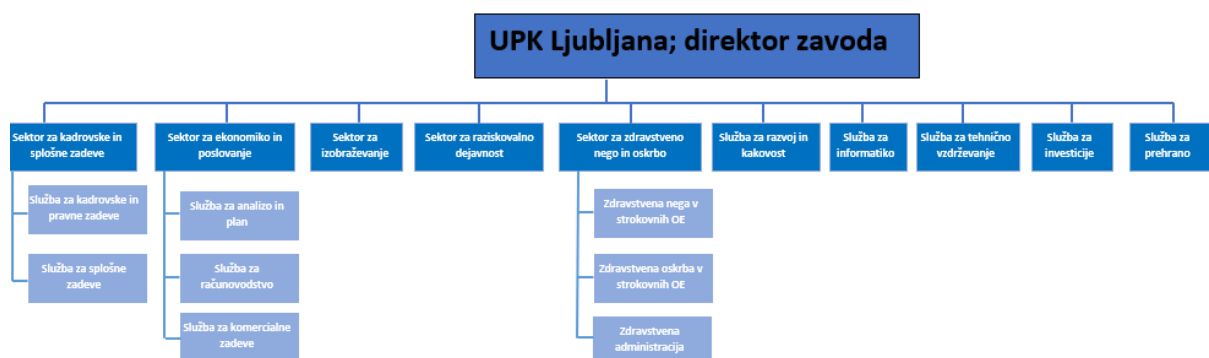 UPK Ljubljana; direktor zavoda
Sektor za kadrovske in
splošne zadeve
Sektor za ekonomiko in
poslovanje
Sektor za
izobraževanje
Sektor za raziskovalno
dejavnost
Sektor za zdravstveno
nego in oskrbo
Služba za razvoj in
kakovost
Služba za
informatiko
Služba za tehnično
vzdrževanje
Služba za
investicije
Služba za
prehrano
Služba za kadrovske in
pravne zadeve
Služba za splošne
zadeve
Služba za analizo in
plan
Služba za
računovodstvo
Služba za komercialne
zadeve
Zdravstvena nega v
strokovnih OE
Zdravstvena oskrba v
strokovnih OE
Zdravstvena
administracija